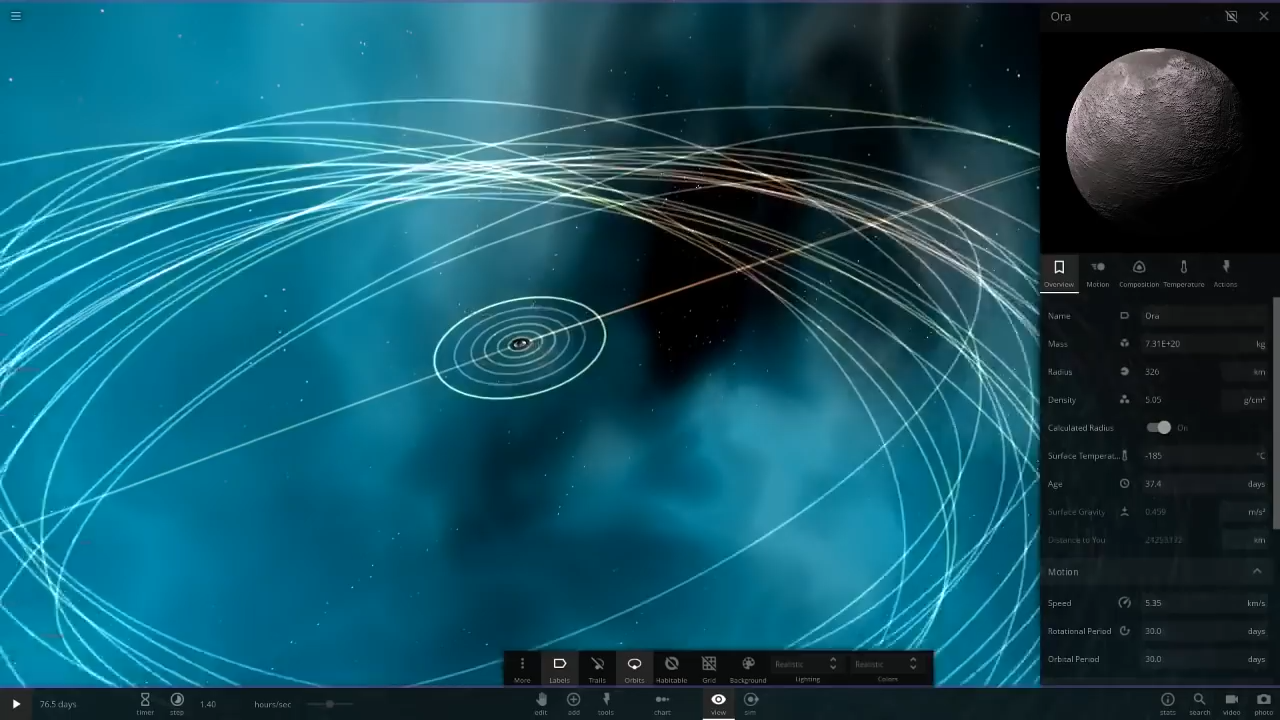 Ora
Overview Motion Composition Temperature Actions
Name Ora
Mass 7.31E+20 kg
Radius 326 km
Density 5.05 g/cm³
Calculated Radius On
Surface Temperat... -185 °C
Age 37.4 days
Surface Gravity 0.459 m/s²
Distance to You km
Motion
Speed 5.35 km/s
Rotational Period 30.0 days
Orbital Period 30.0 days
More Labels Trails Orbits Habitable Grid Background Realistic Lighting Realistic Colors
76.5 days timer step 1.40 hours/sec edit add tools chart view sim stats search video photo